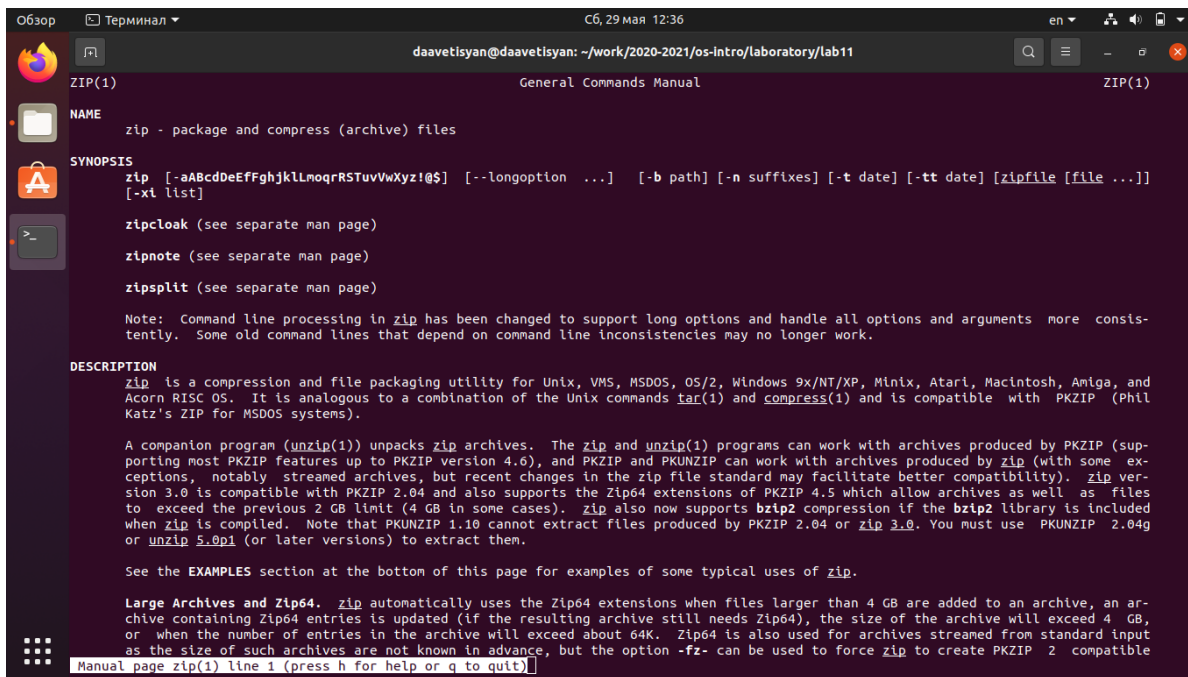 Обзор Терминал Сб, 29 мая 12:36 en
daavetisyan@daavetisyan: ~/work/2020-2021/os-intro/laboratory/lab11
ZIP(1) General Commands Manual ZIP(1)
NAME
zip - package and compress (archive) files
SYNOPSIS
zip [-aABcdDeEfFghjklLmoqrRSTuvVwXyz!@$] [--longoption ...] [-b path] [-n suffixes] [-t date] [-tt date] [zipfile [file ...]]
[-xi list]
zipcloak (see separate man page)
zipnote (see separate man page)
zipsplit (see separate man page)
Note: Command line processing in zip has been changed to support long options and handle all options and arguments more consis-
tently. Some old command lines that depend on command line inconsistencies may no longer work.
DESCRIPTION
zip is a compression and file packaging utility for Unix, VMS, MSDOS, OS/2, Windows 9x/NT/XP, Minix, Atari, Macintosh, Amiga, and
Acorn RISC OS. It is analogous to a combination of the Unix commands tar(1) and compress(1) and is compatible with PKZIP (Phil
Katz's ZIP for MSDOS systems).
A companion program (unzip(1)) unpacks zip archives. The zip and unzip(1) programs can work with archives produced by PKZIP (sup-
porting most PKZIP features up to PKZIP version 4.6), and PKZIP and PKUNZIP can work with archives produced by zip (with some ex-
ceptions, notably streamed archives, but recent changes in the zip file standard may facilitate better compatibility). zip ver-
sion 3.0 is compatible with PKZIP 2.04 and also supports the Zip64 extensions of PKZIP 4.5 which allow archives as well as files
to exceed the previous 2 GB limit (4 GB in some cases). zip also now supports bzip2 compression if the bzip2 library is included
when zip is compiled. Note that PKUNZIP 1.10 cannot extract files produced by PKZIP 2.04 or zip 3.0. You must use PKUNZIP 2.04g
or unzip 5.0p1 (or later versions) to extract them.
See the EXAMPLES section at the bottom of this page for examples of some typical uses of zip.
Large Archives and Zip64. zip automatically uses the Zip64 extensions when files larger than 4 GB are added to an archive, an ar-
chive containing Zip64 entries is updated (if the resulting archive still needs Zip64), the size of the archive will exceed 4 GB,
or when the number of entries in the archive will exceed about 64K. Zip64 is also used for archives streamed from standard input
as the size of such archives are not known in advance, but the option -fz- can be used to force zip to create PKZIP 2 compatible
Manual page zip(1) line 1 (press h for help or q to quit)